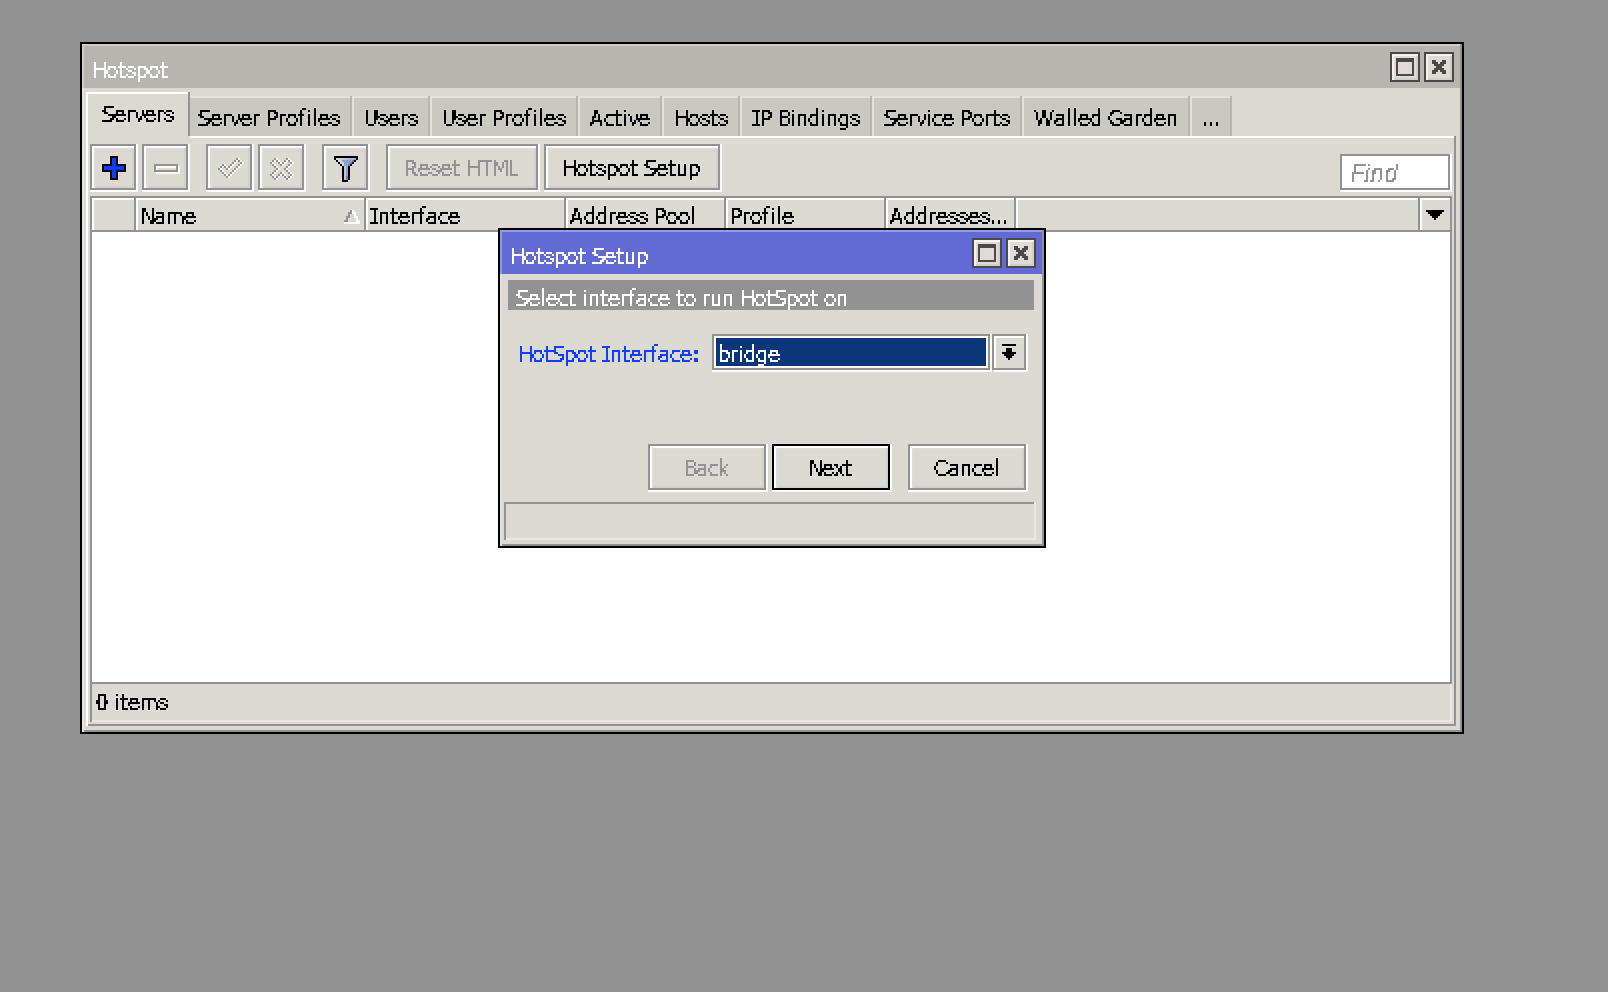 Hotspot
Servers Server Profiles Users User Profiles Active Hosts IP Bindings Service Ports Walled Garden ...
Reset HTML Hotspot Setup Find
Name Interface Address Pool Profile Addresses...
Hotspot Setup
Select interface to run HotSpot on
HotSpot Interface: bridge
Back Next Cancel
0 items